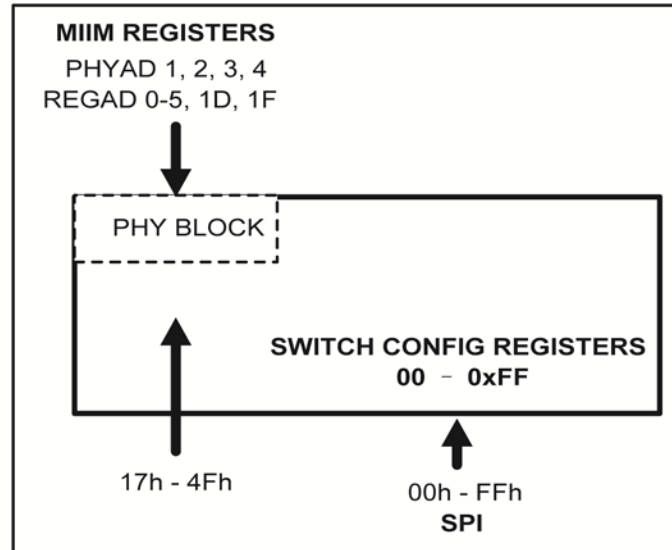 MIIM REGISTERS
PHYAD 1, 2, 3, 4
REGAD 0-5, 1D, 1F
PHY BLOCK
SWITCH CONFIG REGISTERS
00 – 0xFF
17h - 4Fh
00h - FFh
SPI